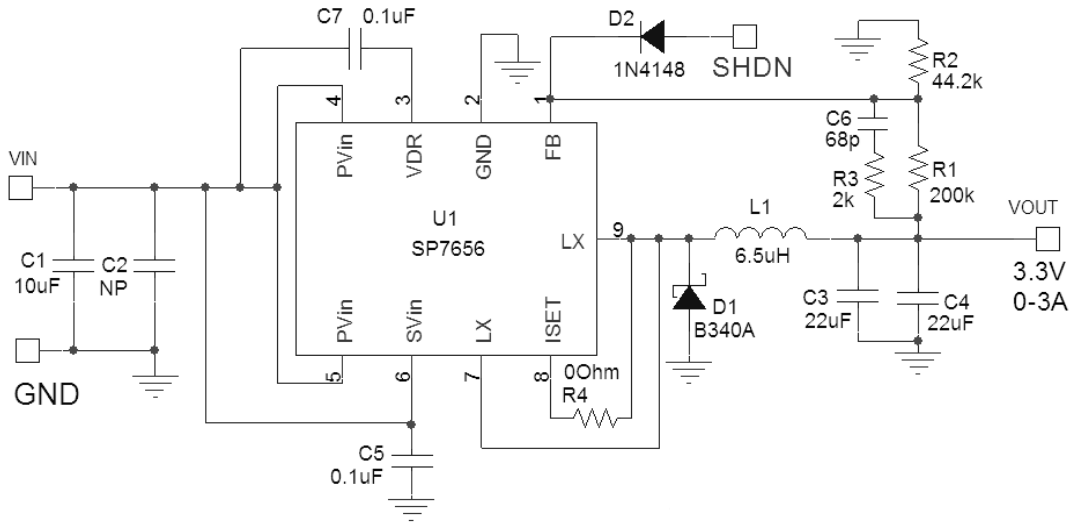 C7
0.1uF
D2
1N4148
SHDN
R2
44.2k
4
3
2
1
PVin
VDR
GND
FB
C6
68p
R3
2k
R1
200k
VIN
U1
SP7656
LX
9
L1
6.5uH
VOUT
3.3V
0-3A
C1
10uF
C2
NP
D1
B340A
C3
22uF
C4
22uF
PVin
SVin
LX
ISET
5
6
7
8
0Ohm
R4
GND
C5
0.1uF